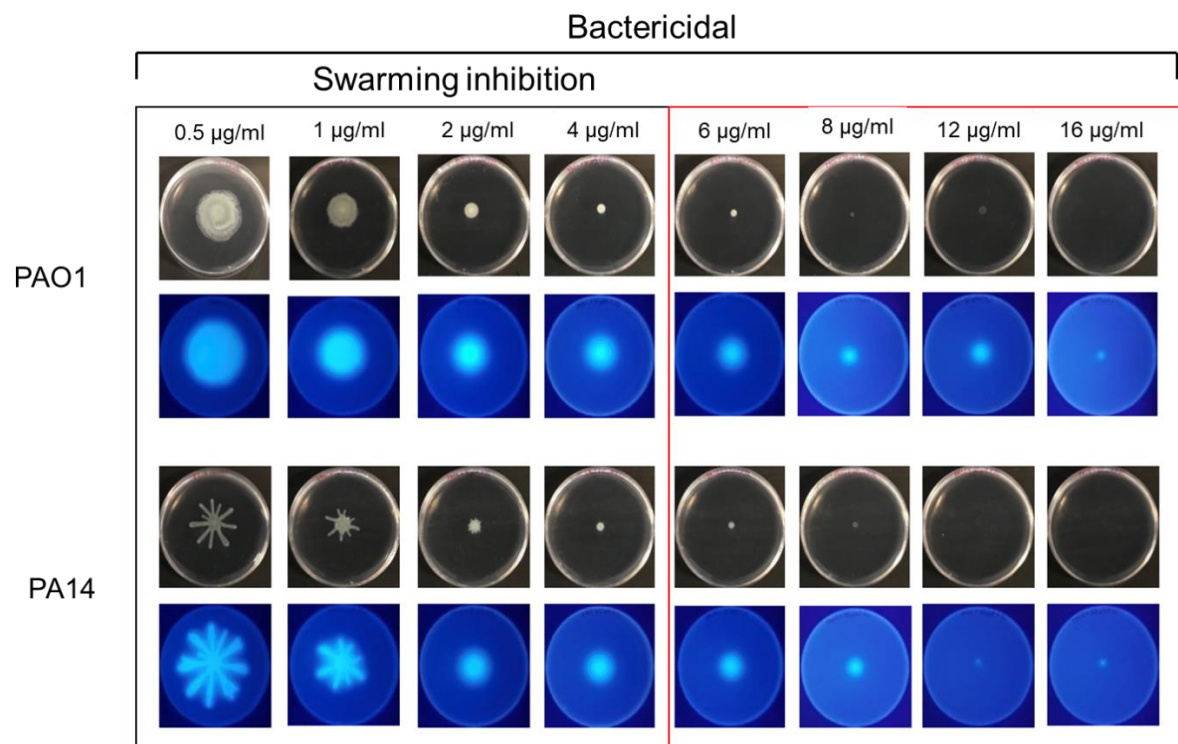 Bactericidal
Swarming inhibition
0.5 µg/ml 1 µg/ml 2 µg/ml 4 µg/ml 6 µg/ml 8 µg/ml 12 µg/ml 16 µg/ml
PAO1
PA14